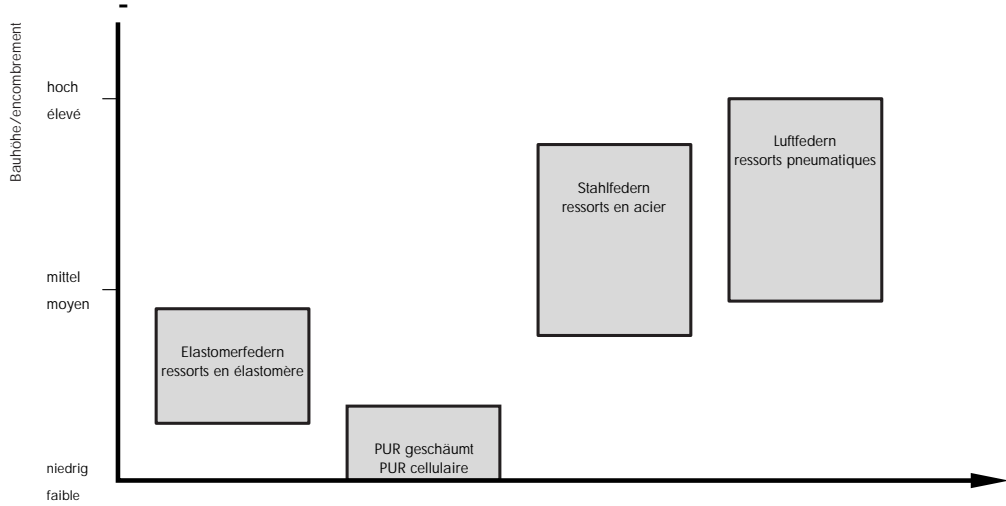 Bauhöhe/encombrement
hoch
élevé
mittel
moyen
niedrig
faible
Elastomerfedern
ressorts en élastomère
PUR geschäumt
PUR cellulaire
Stahlfedern
ressorts en acier
Luftfedern
ressorts pneumatiques